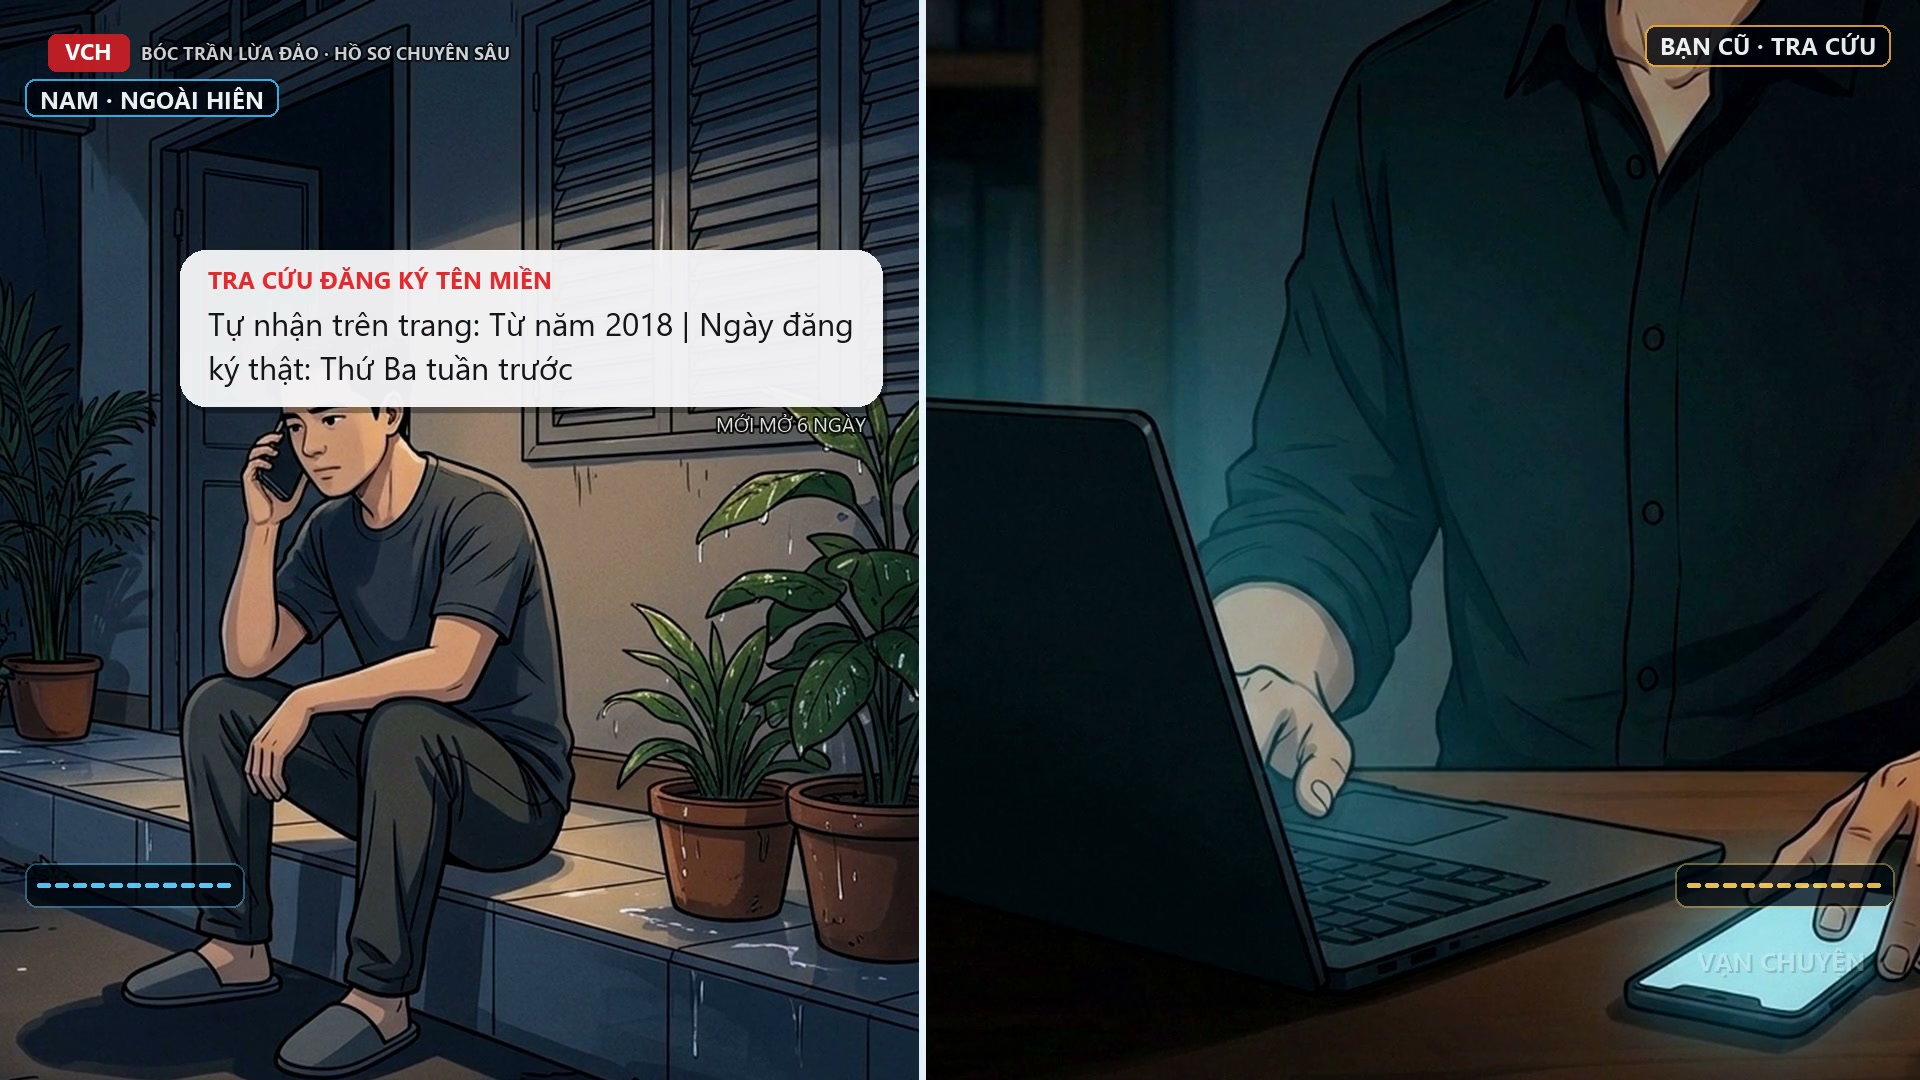 VCH BÓC TRẦN LỪA ĐẢO · HỒ SƠ CHUYÊN SÂU
NAM · NGOÀI HIÊN
BẠN CŨ · TRA CỨU
TRA CỨU ĐĂNG KÝ TÊN MIỀN
Tự nhận trên trang: Từ năm 2018 | Ngày đăng
ký thật: Thứ Ba tuần trước
MỚI MỞ 6 NGÀY
VẠN CHUYỆN